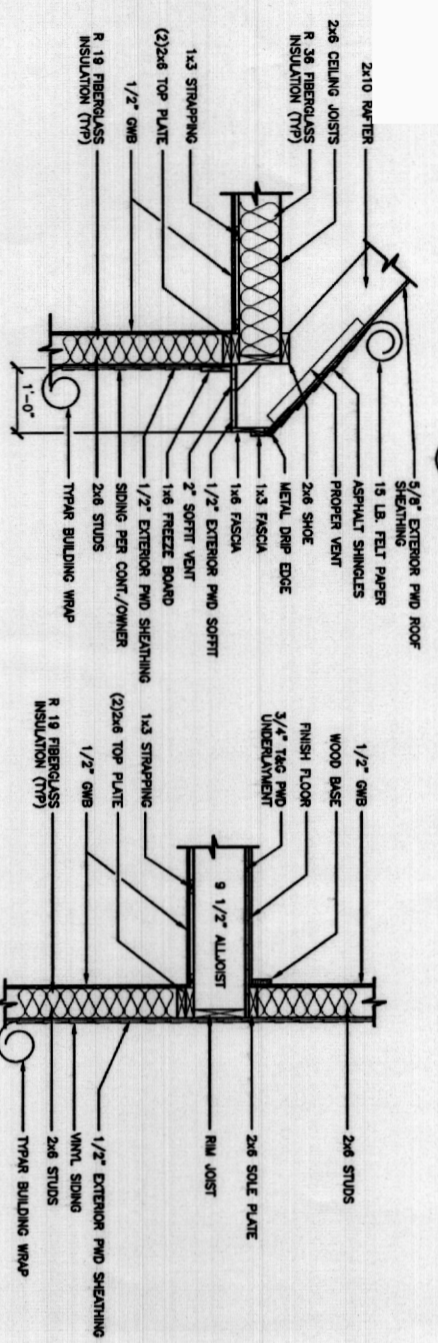 2x10 RAFTER
2x6 CEILING JOISTS
R 36 FIBERGLASS
INSULATION (TYP)
1x3 STRAPPING
(2)2x6 TOP PLATE
1/2" GWB
R 19 FIBERGLASS
INSULATION (TYP)
5/8" EXTERIOR PWD ROOF
SHEATHING
15 LB. FELT PAPER
ASPHALT SHINGLES
PROPER VENT
2x6 SHOE
METAL DRIP EDGE
1x3 FASCIA
1x6 FASCIA
1/2" EXTERIOR PWD SOFFIT
2" SOFFIT VENT
1x6 FREEZE BOARD
1/2" EXTERIOR PWD SHEATHING
SIDING PER CONT./OWNER
2x6 STUDS
TYPAR BUILDING WRAP
1'-0"
1/2" GWB
WOOD BASE
FINISH FLOOR
3/4" T&G PWD
UNDERLAYMENT
1x3 STRAPPING
(2)2x6 TOP PLATE
1/2" GWB
R 19 FIBERGLASS
INSULATION (TYP)
9 1/2" ALLJOIST
2x6 STUDS
2x6 SOLE PLATE
RIM JOIST
1/2" EXTERIOR PWD SHEATHING
VINYL SIDING
2x6 STUDS
TYPAR BUILDING WRAP